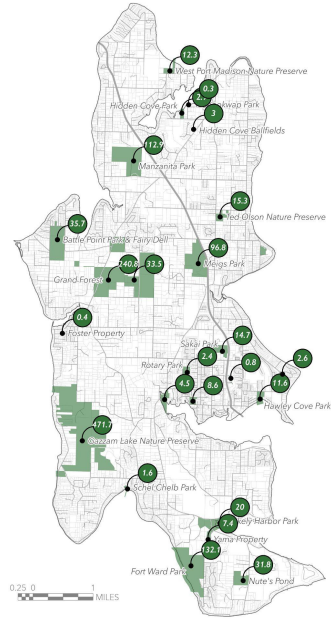 12.3
West Port Madison Nature Preserve
0.3
Hidden Cove Park
3
Hidden Cove Ballfields
112.9
Manzanita Park
15.3
Ted Olson Nature Preserve
35.7
Battle Point Park & Fairy Dell
96.8
Meigs Park
240.8
33.5
Grand Forest
0.4
Foster Property
14.7
Sakai Park
2.4
Rotary Park
0.8
2.6
4.5
8.6
11.6
Hawley Cove Park
471.7
Gazzam Lake Nature Preserve
1.6
Schel Chelb Park
20
Harbor Park
7.4
Yama Property
132.1
Fort Ward Park
31.8
Nute's Pond
0.25 0 1
MILES